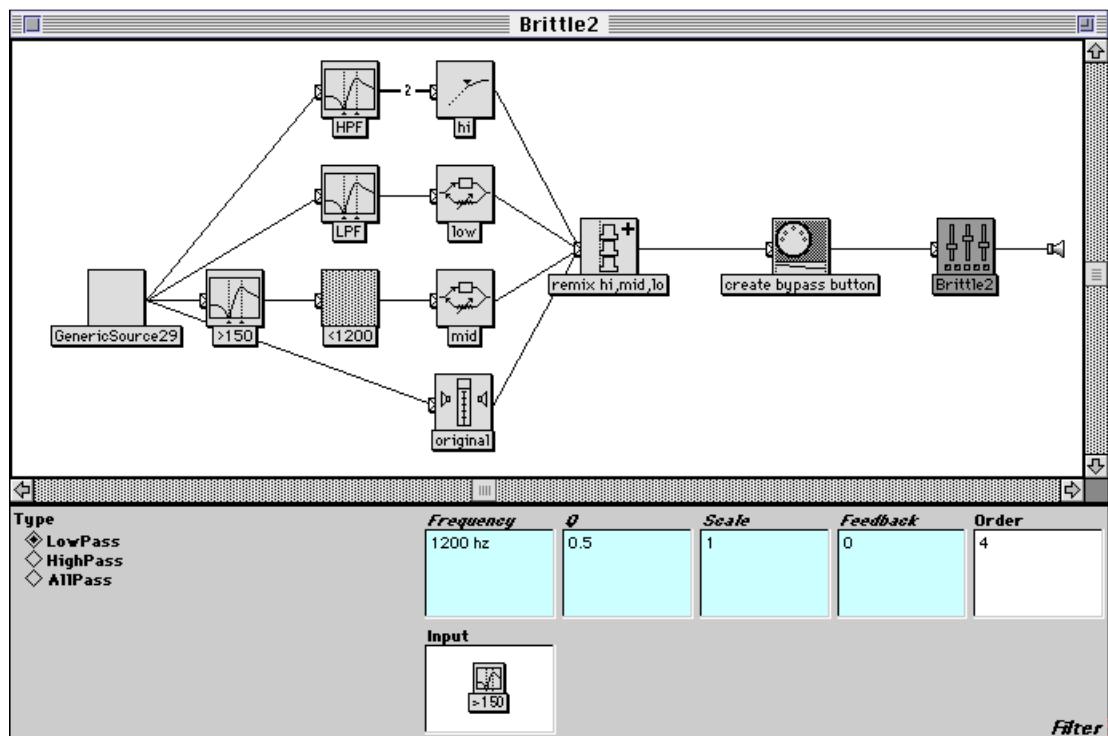 Brittle2
HPF
2
hi
LPF
low
GenericSource29
>150
<1200
mid
original
remix hi,mid,lo
create bypass button
Brittle2
Type
LowPass
HighPass
AllPass
Frequency
1200 hz
Q
0.5
Scale
1
Feedback
0
Order
4
Input
>150
Filter